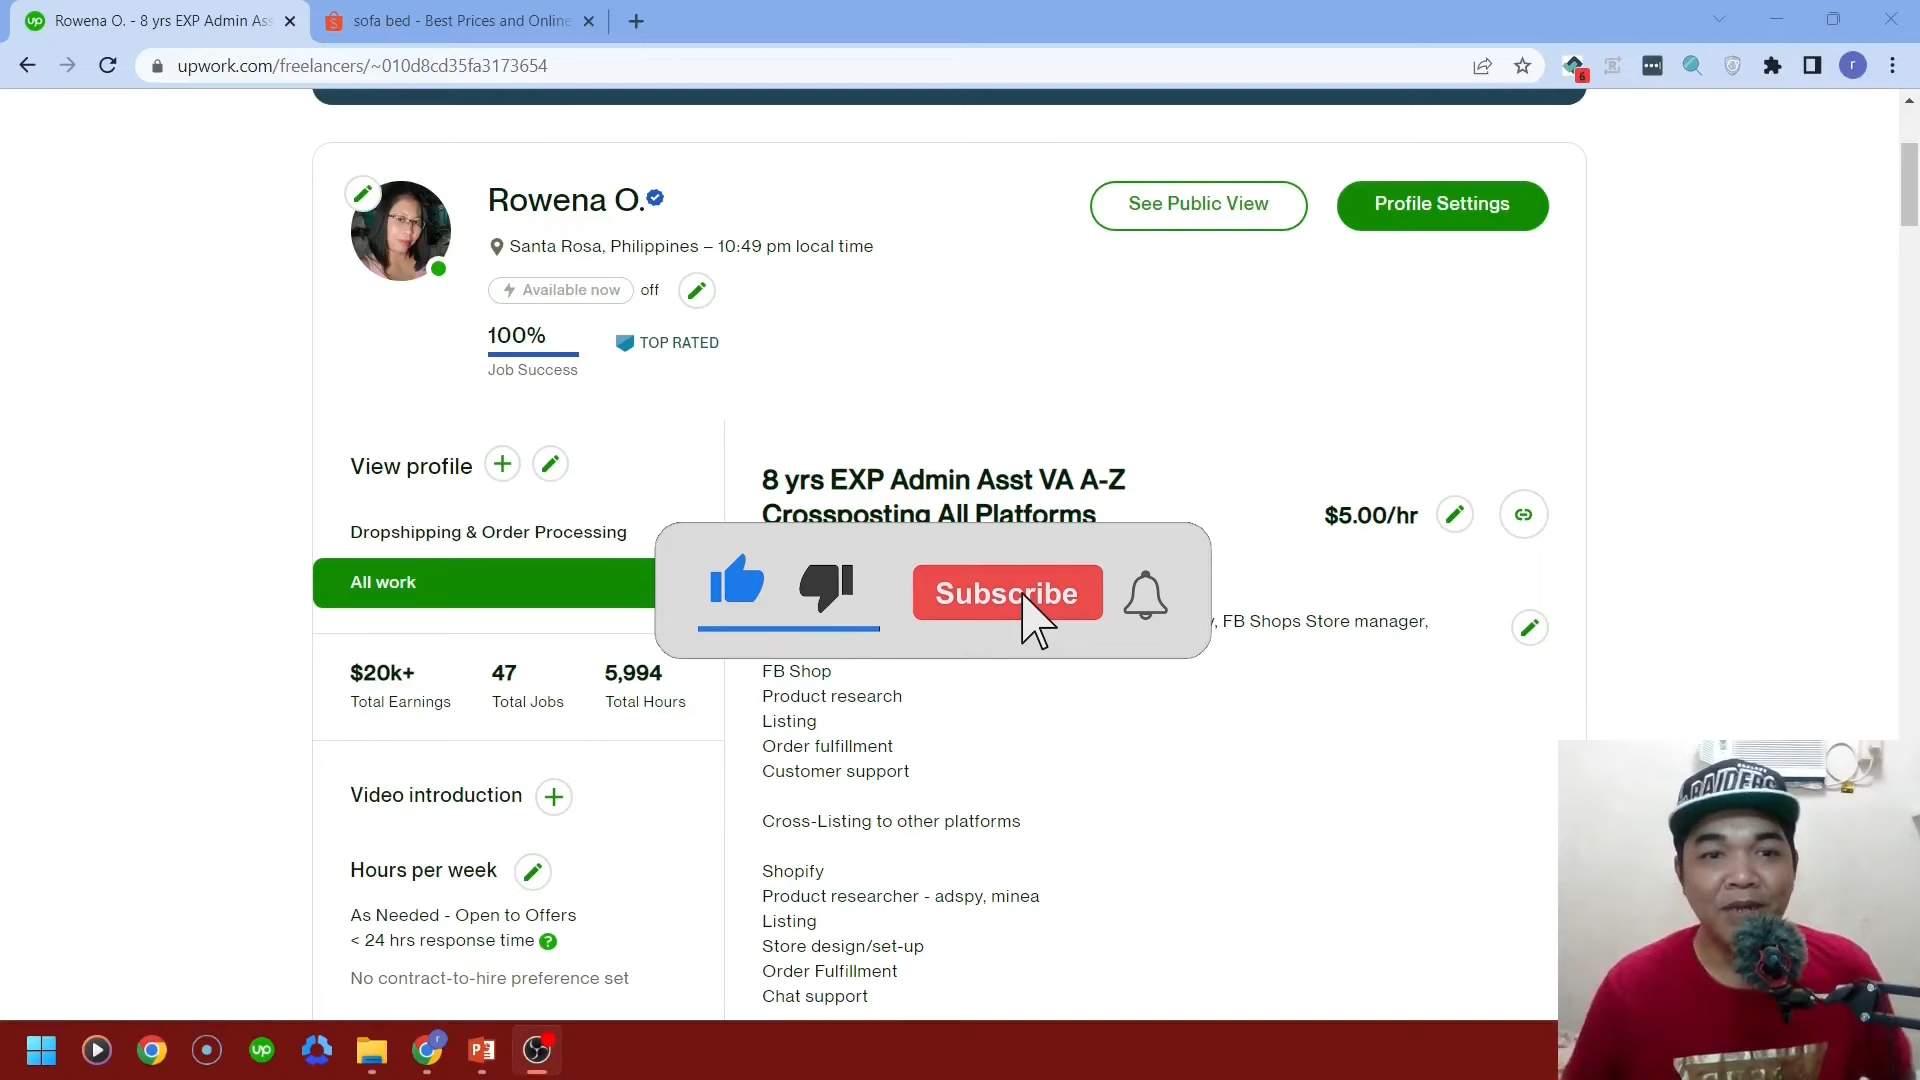 up Rowena O. - 8 yrs EXP Admin Ass
sofa bed - Best Prices and Online
upwork.com/freelancers/~010d8cd35fa3173654
6
r
Rowena O.
Santa Rosa, Philippines – 10:49 pm local time
Available now off
100%
Job Success
TOP RATED
See Public View
Profile Settings
View profile
Dropshipping & Order Processing
All work
$20k+ 47 5,994
Total Earnings Total Jobs Total Hours
Video introduction
Hours per week
As Needed - Open to Offers
< 24 hrs response time ?
No contract-to-hire preference set
8 yrs EXP Admin Asst VA A-Z
Crossposting All Platforms
$5.00/hr
Subscribe
, FB Shops Store manager,
FB Shop
Product research
Listing
Order fulfillment
Customer support
Cross-Listing to other platforms
Shopify
Product researcher - adspy, minea
Listing
Store design/set-up
Order Fulfillment
Chat support
RAIDERS
up
r